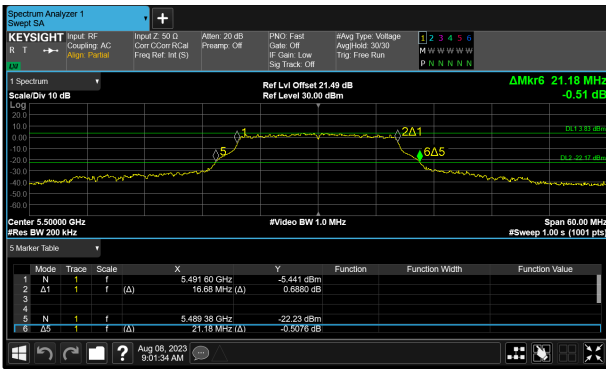 Spectrum Analyzer 1
Swept SA
KEYSIGHT
R T
LXI
Input: RF
Coupling: AC
Align: Partial
Input Z: 50 Ω
Corr CCorr RCal
Freq Ref: Int (S)
Atten: 20 dB
Preamp: Off
PNO: Fast
Gate: Off
IF Gain: Low
Sig Track: Off
#Avg Type: Voltage
Avg|Hold: 30/30
Trig: Free Run
1 2 3 4 5 6
M W W W W W
P N N N N N
1 Spectrum
Scale/Div 10 dB
Ref Lvl Offset 21.49 dB
Ref Level 30.00 dBm
ΔMkr6 21.18 MHz
-0.51 dB
Log
20.0
10.0
0.00
-10.0
-20.0
-30.0
-40.0
-50.0
-60.0
1
2Δ1
5
6Δ5
DL1 3.83 dBm
DL2 -22.17 dBm
Center 5.50000 GHz
#Res BW 200 kHz
#Video BW 1.0 MHz
Span 60.00 MHz
#Sweep 1.00 s (1001 pts)
5 Marker Table
Mode Trace Scale X Y Function Function Width Function Value
1 N 1 f 5.491 60 GHz -5.441 dBm
2 Δ1 1 f (Δ) 16.68 MHz (Δ) 0.6880 dB
3
4
5 N 1 f 5.489 38 GHz -22.23 dBm
6 Δ5 1 f (Δ) 21.18 MHz (Δ) -0.5076 dB
?
Aug 08, 2023
9:01:34 AM